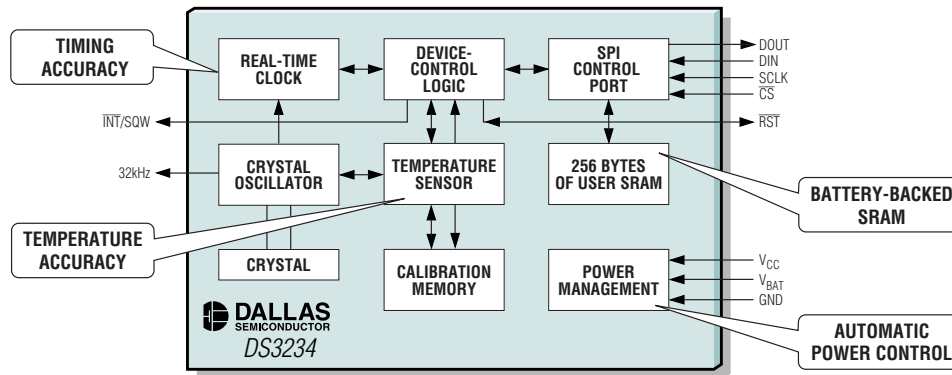 TIMING
ACCURACY
REAL-TIME
CLOCK
DEVICE-
CONTROL
LOGIC
SPI
CONTROL
PORT
DOUT
DIN
SCLK
CS
INT/SQW
RST
32kHz
CRYSTAL
OSCILLATOR
TEMPERATURE
SENSOR
256 BYTES
OF USER SRAM
BATTERY-BACKED
SRAM
TEMPERATURE
ACCURACY
CRYSTAL
CALIBRATION
MEMORY
POWER
MANAGEMENT
VCC
VBAT
GND
DALLAS
SEMICONDUCTOR
DS3234
AUTOMATIC
POWER CONTROL